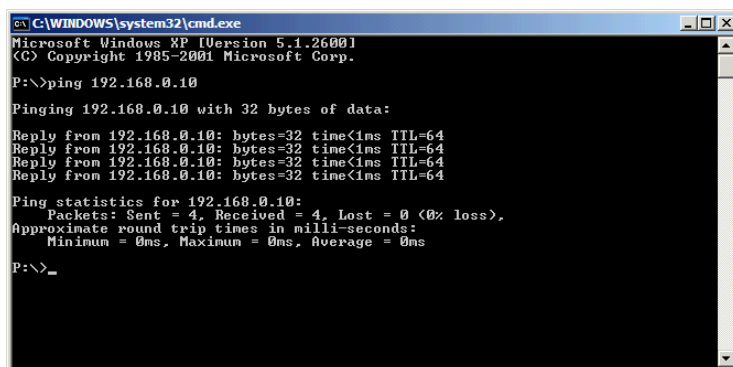 C:\WINDOWS\system32\cmd.exe
Microsoft Windows XP [Version 5.1.2600]
(C) Copyright 1985-2001 Microsoft Corp.
P:\>ping 192.168.0.10
Pinging 192.168.0.10 with 32 bytes of data:
Reply from 192.168.0.10: bytes=32 time<1ms TTL=64
Reply from 192.168.0.10: bytes=32 time<1ms TTL=64
Reply from 192.168.0.10: bytes=32 time<1ms TTL=64
Reply from 192.168.0.10: bytes=32 time<1ms TTL=64
Ping statistics for 192.168.0.10:
Packets: Sent = 4, Received = 4, Lost = 0 (0% loss),
Approximate round trip times in milli-seconds:
Minimum = 0ms, Maximum = 0ms, Average = 0ms
P:\>_